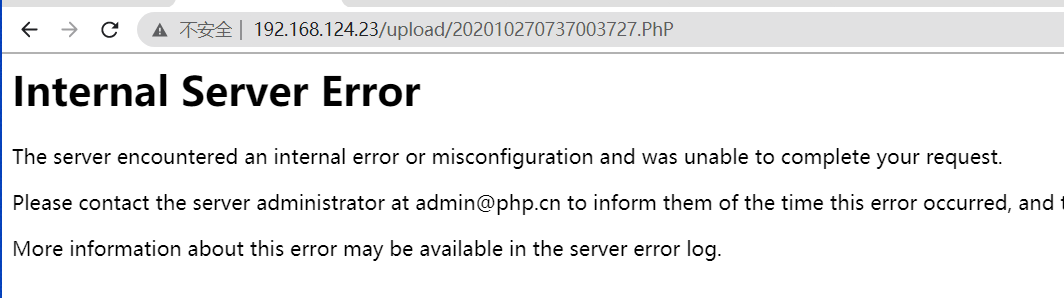 不安全 | 192.168.124.23/upload/202010270737003727.PhP
Internal Server Error
The server encountered an internal error or misconfiguration and was unable to complete your request.
Please contact the server administrator at admin@php.cn to inform them of the time this error occurred, and
More information about this error may be available in the server error log.